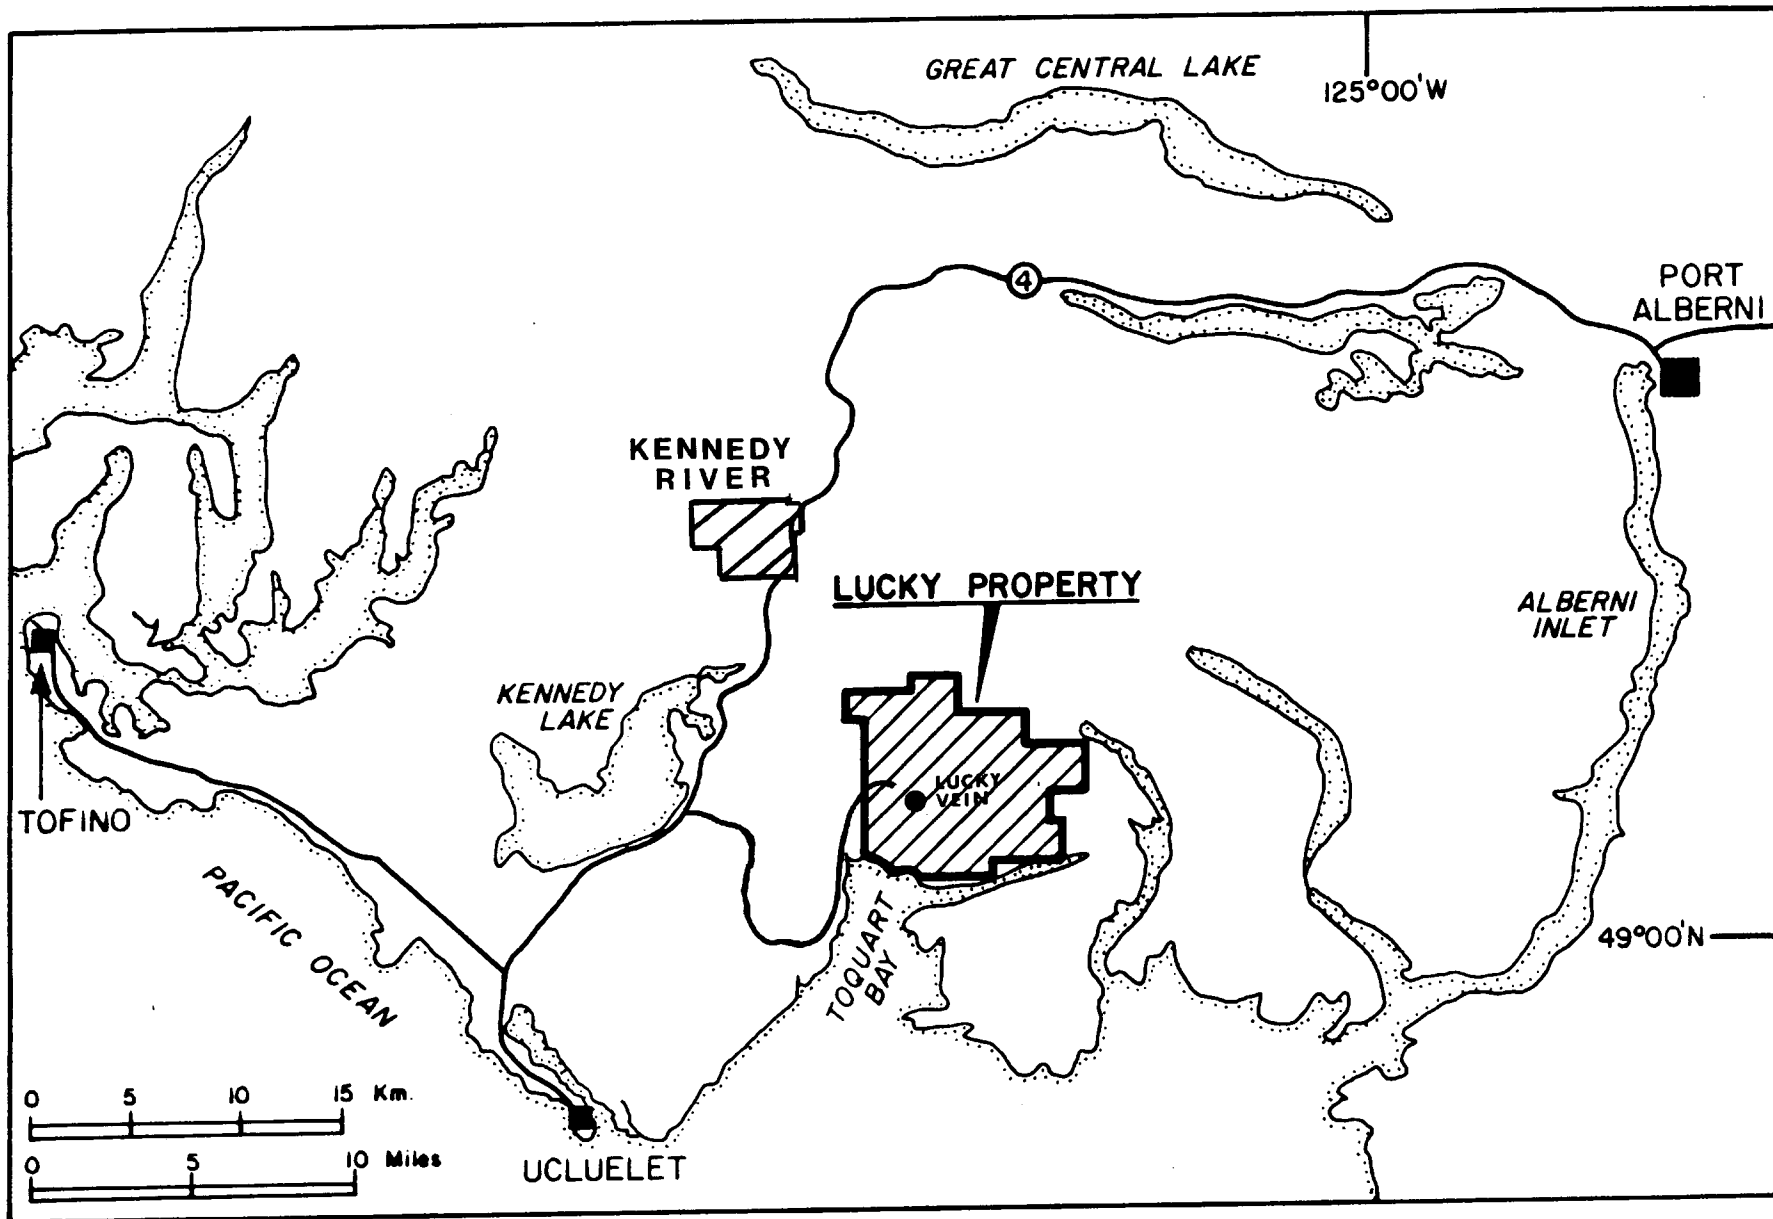 GREAT CENTRAL LAKE
125°00'W
4
PORT
ALBERNI
KENNEDY
RIVER
LUCKY PROPERTY
ALBERNI
INLET
KENNEDY
LAKE
LUCKY
VEIN
TOFINO
PACIFIC OCEAN
TOQUART
BAY
49°00'N
0 5 10 15 Km.
0 5 10 Miles
UCLUELET